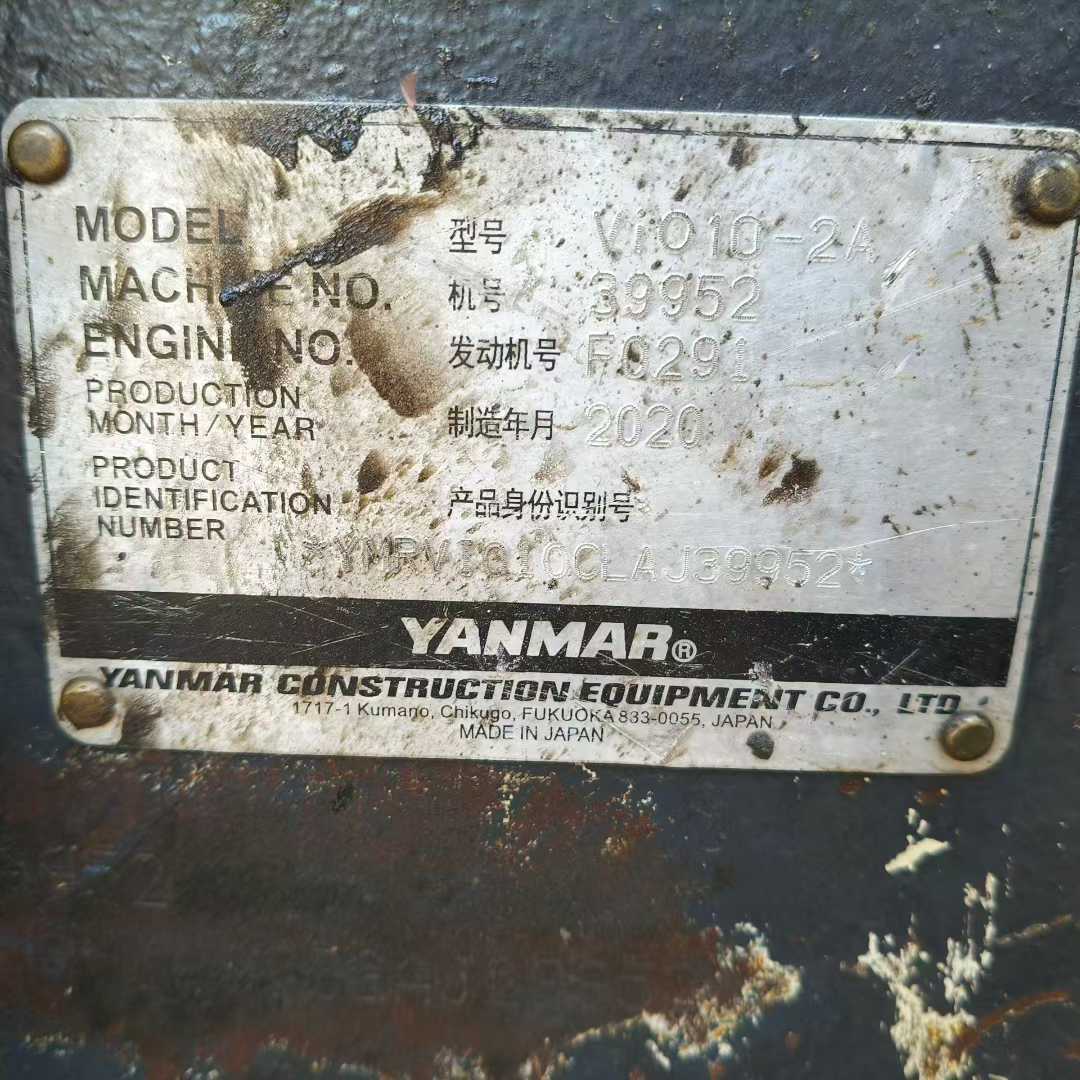 MODEL 型号 ViO10-2A
MACHINE NO. 机号 39952
ENGINE NO. 发动机号 F0291
PRODUCTION
MONTH/YEAR 制造年月 2020
PRODUCT
IDENTIFICATION 产品身份识别号
NUMBER
*YMRVIO10CLAJ39952*
YANMAR®
YANMAR CONSTRUCTION EQUIPMENT CO., LTD.
1717-1 Kumano, Chikugo, FUKUOKA 833-0055, JAPAN
MADE IN JAPAN